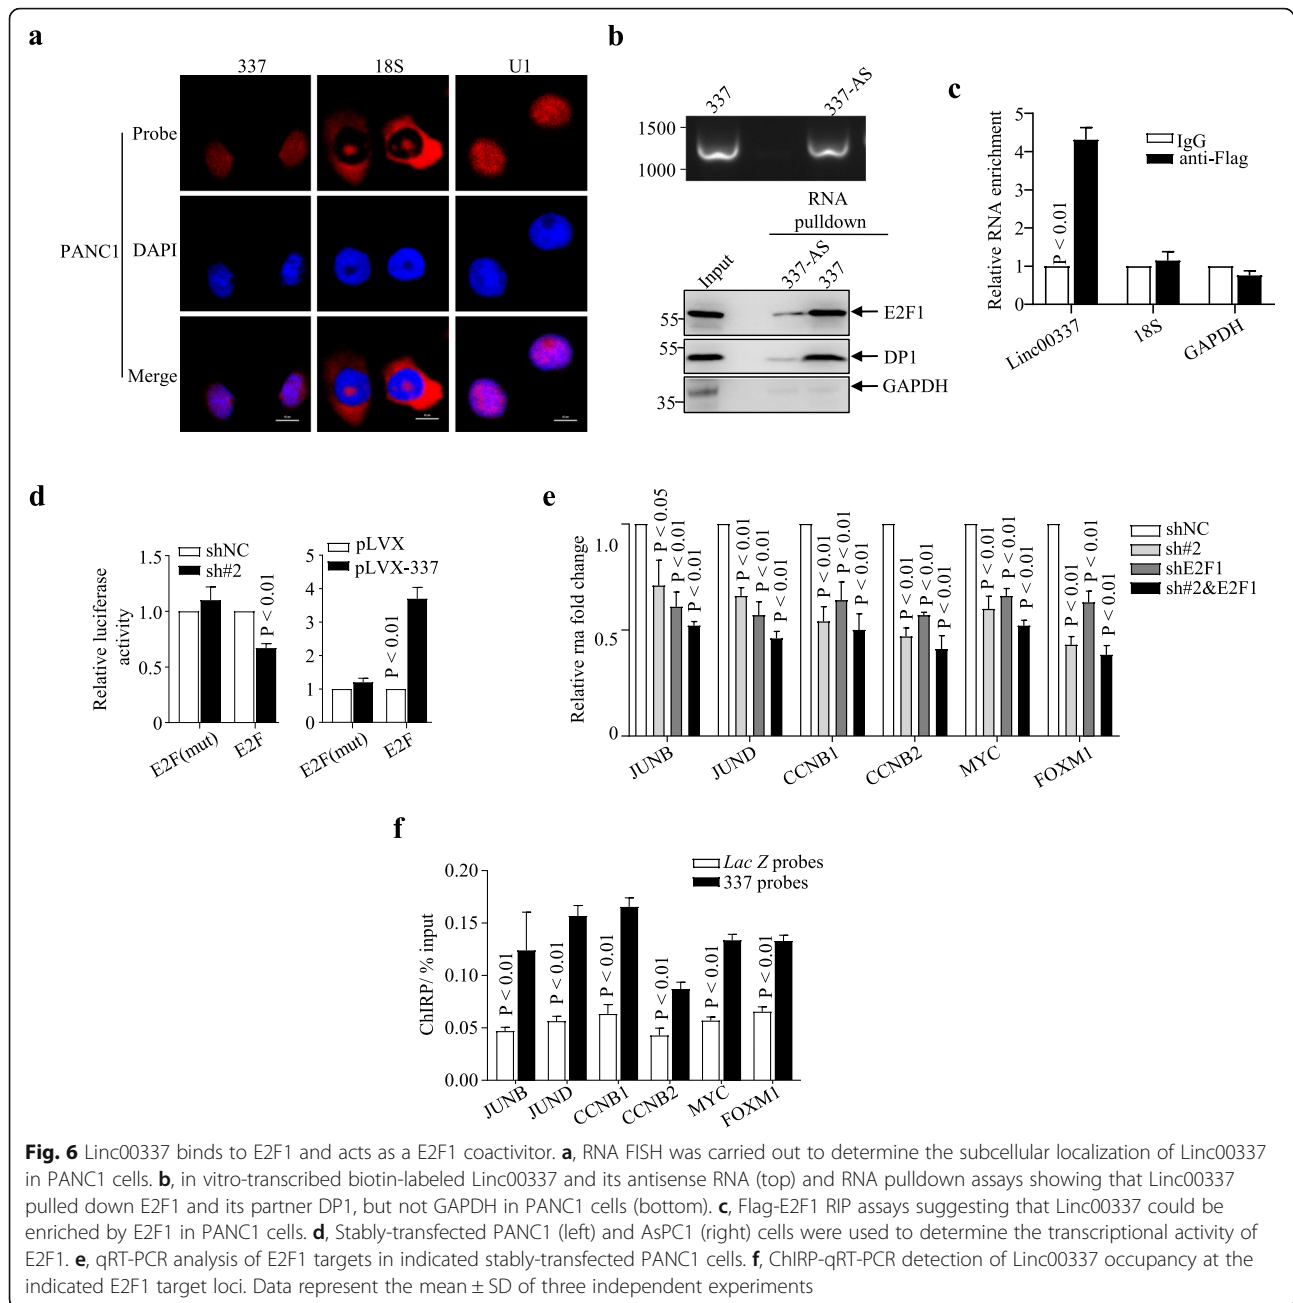 a
337 18S U1
Probe
PANC1 DAPI
Merge
b
337 337-AS
1500
1000
RNA
pulldown
Input 337-AS 337
55 E2F1
55 DP1
GAPDH
35
c
Relative RNA enrichment
5
4
3
2
1
0
IgG
anti-Flag
P < 0.01
Linc00337 18S GAPDH
d
Relative luciferase
activity
1.5
1.0
0.5
0
shNC
sh#2
P < 0.01
E2F(mut) E2F
5
4
3
2
1
0
pLVX
pLVX-337
P < 0.01
E2F(mut) E2F
e
Relative rna fold change
1.0
0.5
0
P < 0.05 P < 0.01 P < 0.01
P < 0.01 P < 0.01 P < 0.01
P < 0.01 P < 0.01 P < 0.01
P < 0.01 P < 0.01 P < 0.01
P < 0.01 P < 0.01 P < 0.01
P < 0.01 P < 0.01 P < 0.01
shNC
sh#2
shE2F1
sh#2&E2F1
JUNB JUND CCNB1 CCNB2 MYC FOXM1
f
ChIRP/ % input
0.20
0.15
0.10
0.05
0.00
Lac Z probes
337 probes
P < 0.01 P < 0.01 P < 0.01 P < 0.01 P < 0.01 P < 0.01
JUNB JUND CCNB1 CCNB2 MYC FOXM1
Fig. 6 Linc00337 binds to E2F1 and acts as a E2F1 coactivitor. a, RNA FISH was carried out to determine the subcellular localization of Linc00337
in PANC1 cells. b, in vitro-transcribed biotin-labeled Linc00337 and its antisense RNA (top) and RNA pulldown assays showing that Linc00337
pulled down E2F1 and its partner DP1, but not GAPDH in PANC1 cells (bottom). c, Flag-E2F1 RIP assays suggesting that Linc00337 could be
enriched by E2F1 in PANC1 cells. d, Stably-transfected PANC1 (left) and AsPC1 (right) cells were used to determine the transcriptional activity of
E2F1. e, qRT-PCR analysis of E2F1 targets in indicated stably-transfected PANC1 cells. f, ChIRP-qRT-PCR detection of Linc00337 occupancy at the
indicated E2F1 target loci. Data represent the mean ± SD of three independent experiments